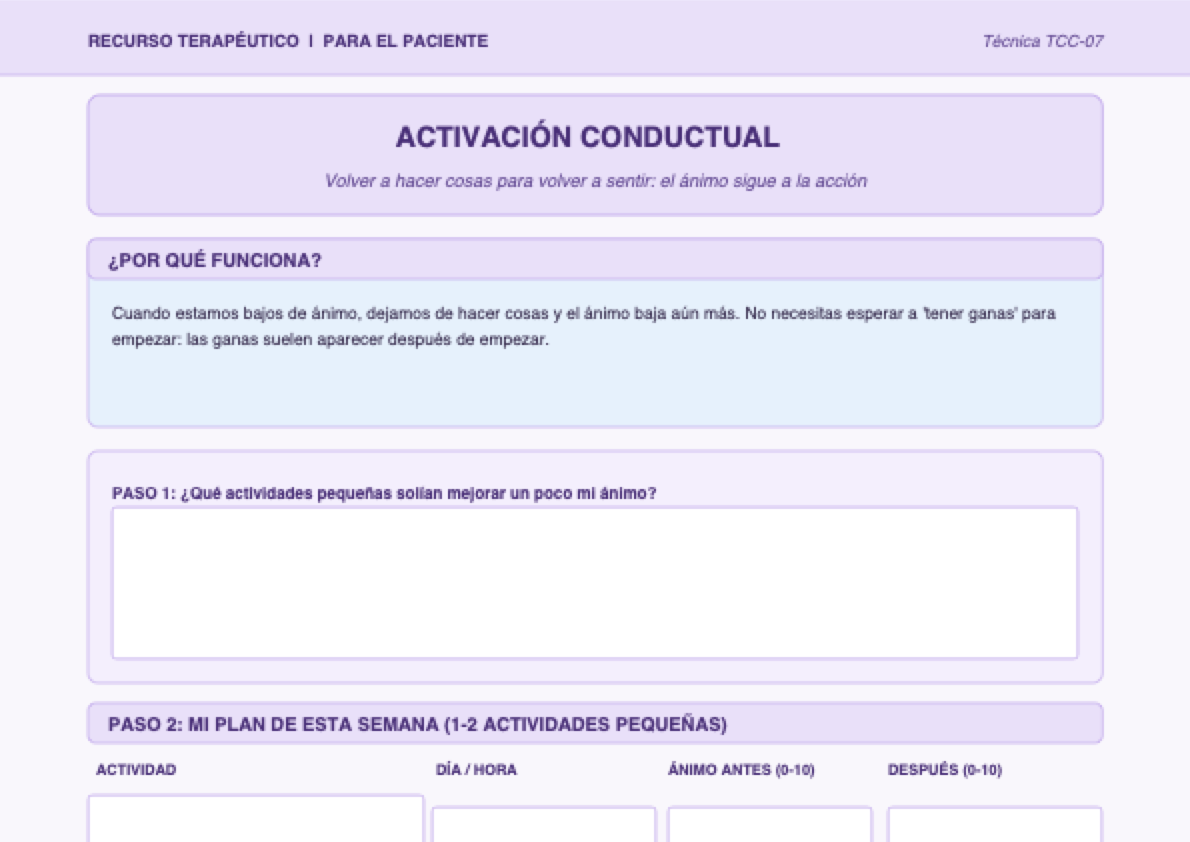 RECURSO TERAPÉUTICO | PARA EL PACIENTE
Técnica TCC-07
ACTIVACIÓN CONDUCTUAL
Volver a hacer cosas para volver a sentir: el ánimo sigue a la acción
¿POR QUÉ FUNCIONA?
Cuando estamos bajos de ánimo, dejamos de hacer cosas y el ánimo baja aún más. No necesitas esperar a 'tener ganas' para
empezar: las ganas suelen aparecer después de empezar.
PASO 1: ¿Qué actividades pequeñas solían mejorar un poco mi ánimo?
PASO 2: MI PLAN DE ESTA SEMANA (1-2 ACTIVIDADES PEQUEÑAS)
ACTIVIDAD DÍA / HORA ÁNIMO ANTES (0-10) DESPUÉS (0-10)